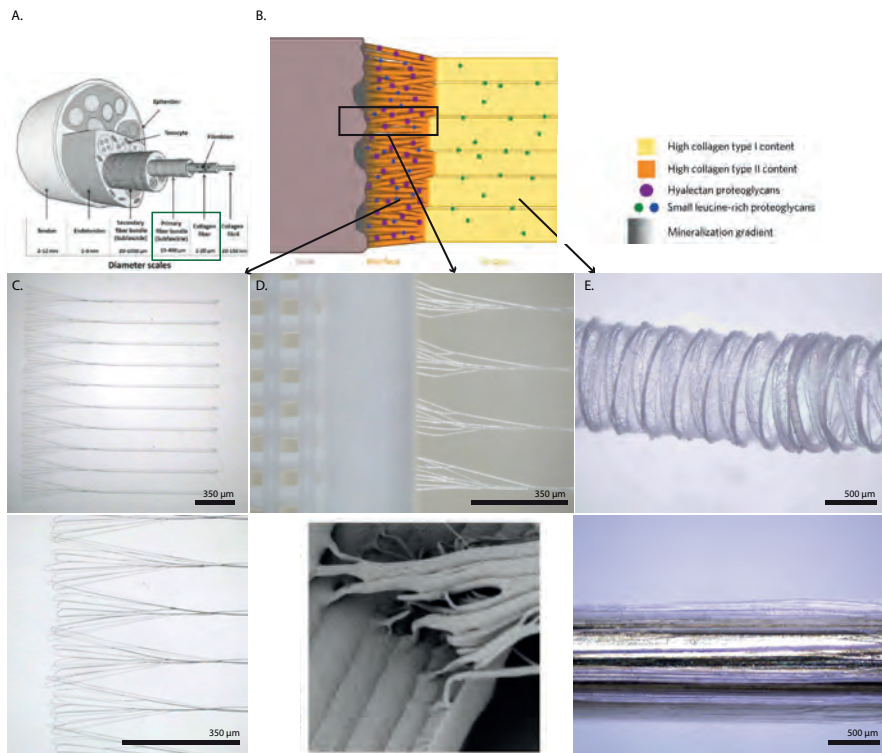 A.
B.
Epitendon
Tenocyte
Fibroblast
Tendon
Endotendon
Secondary
fiber bundle
(subfascicle)
Primary
fiber bundle
(subfascicle)
Collagen
fiber
Collagen
fibril
Diameter scales
High collagen type I content
High collagen type II content
Hyalectan proteoglycans
Small leucine-rich proteoglycans
Mineralization gradient
C.
D.
E.
350 µm
350 µm
500 µm
350 µm
500 µm